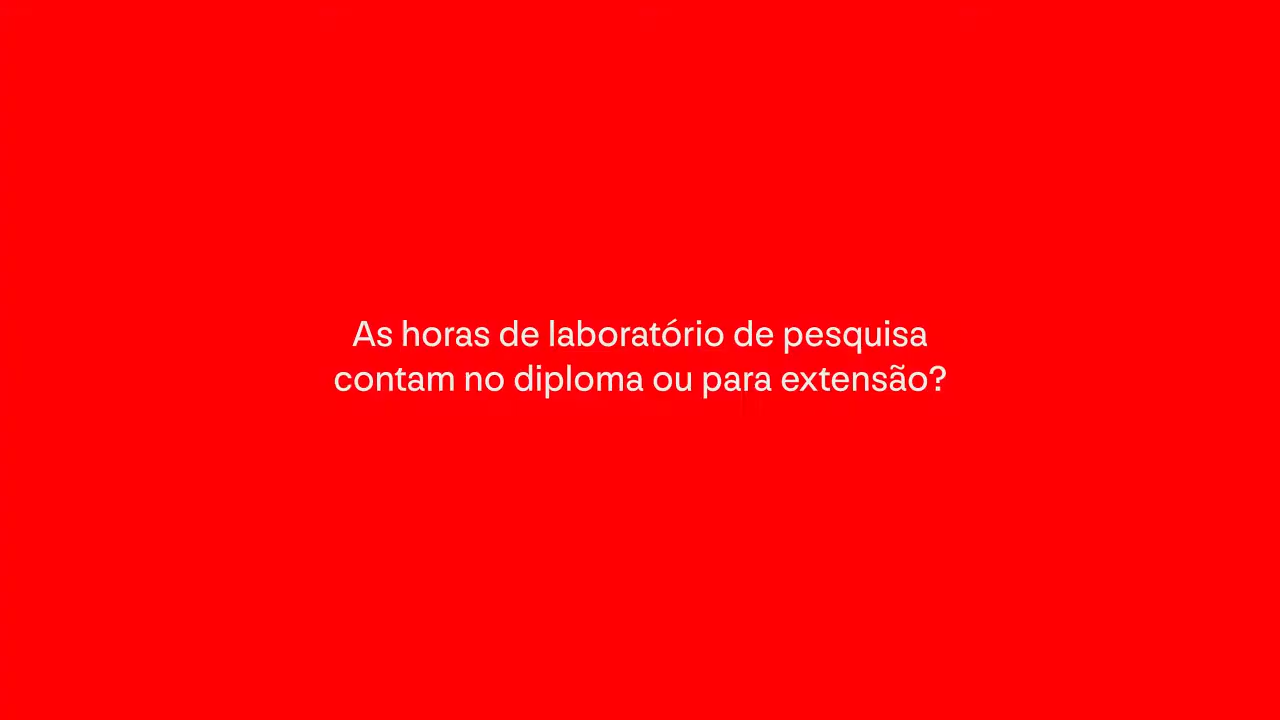 As horas de laboratório de pesquisa
contam no diploma ou para extensão?